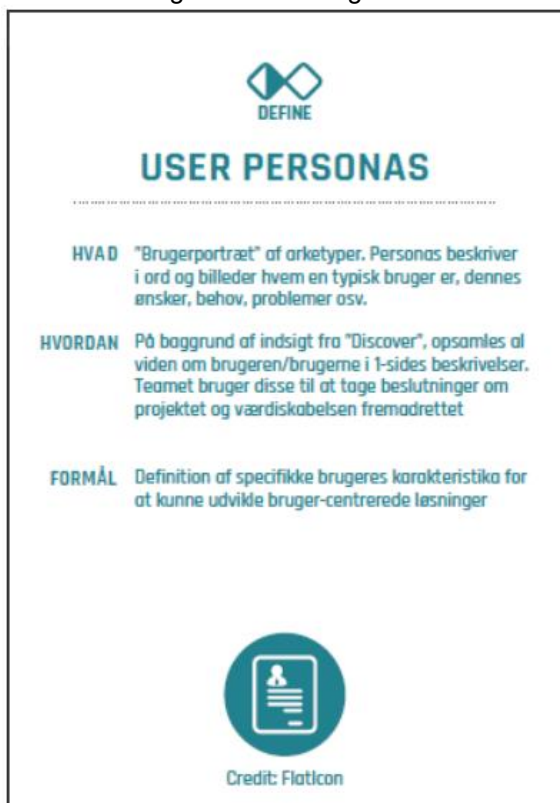 DEFINE
USER PERSONAS
HVAD "Brugerportræt" af arketyper. Personas beskriver
i ord og billeder hvem en typisk bruger er, dennes
ønsker, behov, problemer osv.
HVORDAN På baggrund af indsigt fra "Discover", opsamles al
viden om brugeren/brugerne i 1-sides beskrivelser.
Teamet bruger disse til at tage beslutninger om
projektet og værdiskabelsen fremadrettet
FORMÅL Definition af specifikke brugeres karakteristika for
at kunne udvikle bruger-centrerede løsninger
Credit: FlatIcon